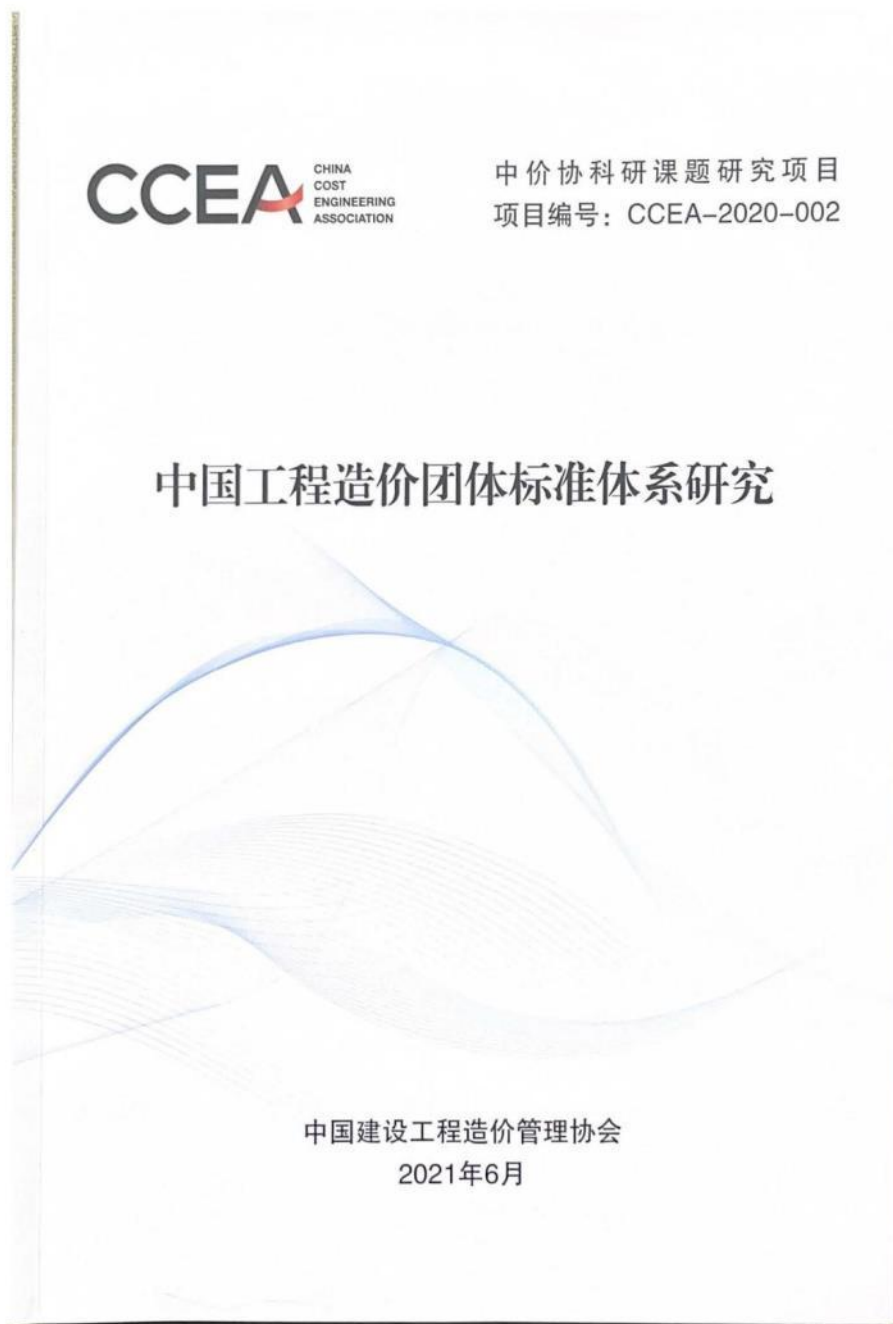 CCEA
CHINA
COST
ENGINEERING
ASSOCIATION
中价协科研课题研究项目
项目编号：CCEA-2020-002
中国工程造价团体标准体系研究
中国建设工程造价管理协会
2021年6月